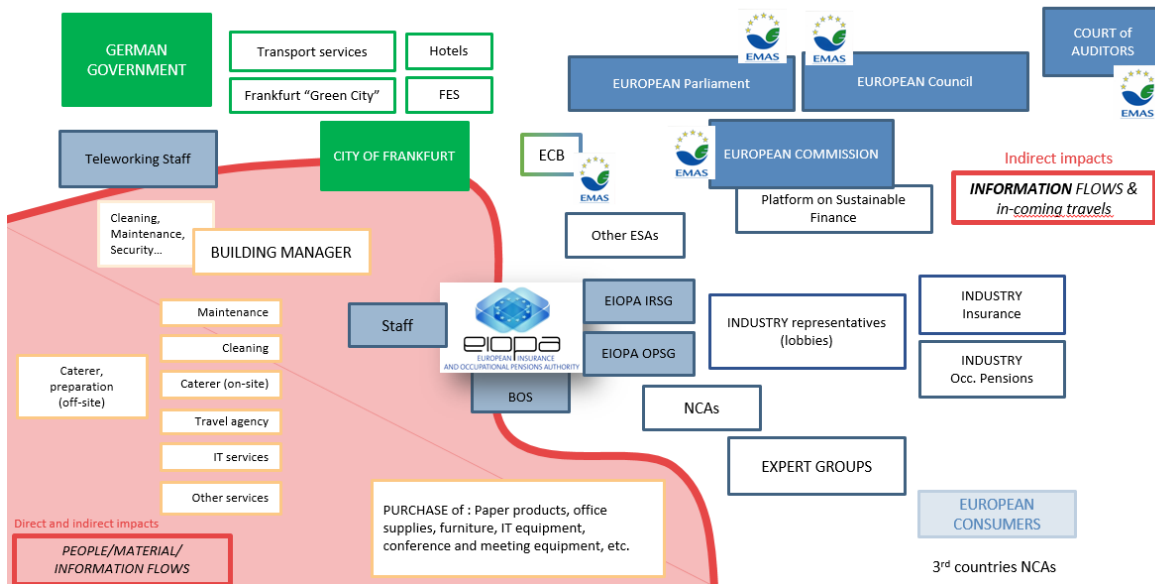 GERMAN
GOVERNMENT
Transport services
Hotels
Frankfurt “Green City”
FES
EMAS
EMAS
COURT of
AUDITORS
EMAS
EUROPEAN Parliament
EUROPEAN Council
Teleworking Staff
CITY OF FRANKFURT
ECB
EMAS
EMAS
EUROPEAN COMMISSION
Platform on Sustainable
Finance
Indirect impacts
INFORMATION FLOWS &
in-coming travels
Cleaning,
Maintenance,
Security...
BUILDING MANAGER
Other ESAs
Staff
eiopa
EUROPEAN INSURANCE
AND OCCUPATIONAL PENSIONS AUTHORITY
EIOPA IRSG
EIOPA OPSG
BOS
INDUSTRY representatives
(lobbies)
INDUSTRY
Insurance
INDUSTRY
Occ. Pensions
Maintenance
Cleaning
Caterer (on-site)
Travel agency
IT services
Other services
Caterer,
preparation
(off-site)
NCAs
EXPERT GROUPS
PURCHASE of : Paper products, office
supplies, furniture, IT equipment,
conference and meeting equipment, etc.
Direct and indirect impacts
PEOPLE/MATERIAL/
INFORMATION FLOWS
EUROPEAN
CONSUMERS
3rd countries NCAs